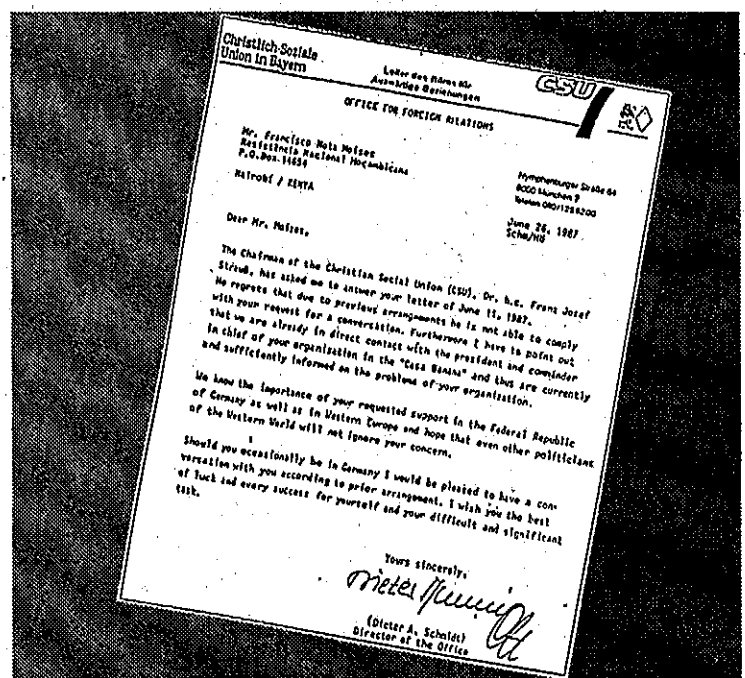 Christlich-Soziale
Union in Bayern
Leiter des Büros für
Auswärtige Beziehungen
CSU
OFFICE FOR FOREIGN RELATIONS
Mr. Francisco Nota Moises
Resistência Nacional Moçambicana
P.O.Box 14634
Nairobi / KENYA
Nymphenburger Straße 64
8000 München 2
Telefon 089/1256200
June 26, 1987
Dear Mr. Moises,
The Chairman of the Christian Social Union (CSU), Dr. h.c. Franz Josef
Strauß, has asked me to answer your letter of June 11, 1987.
He regrets that due to previous arrangements he is not able to comply
with your request for a conversation. Furthermore I have to point out
that we are already in direct contact with the president and comminder
in chief of your organisation in the "Casa Banana" and thus are currently
and sufficiently informed on the problems of your organisation.
We know the importance of your requested support in the Federal Republic
of Germany as well as in Western Europe and hope that even other politicians
of the Western World will not ignore your concern.
Should you occasionally be in Germany I would be pleased to have a con-
versation with you according to prior arrangement. I wish you the best
of luck and every success for yourself and your difficult and significant
task.
Yours sincerely,
(Dieter A. Schmidt)
Director of the Office